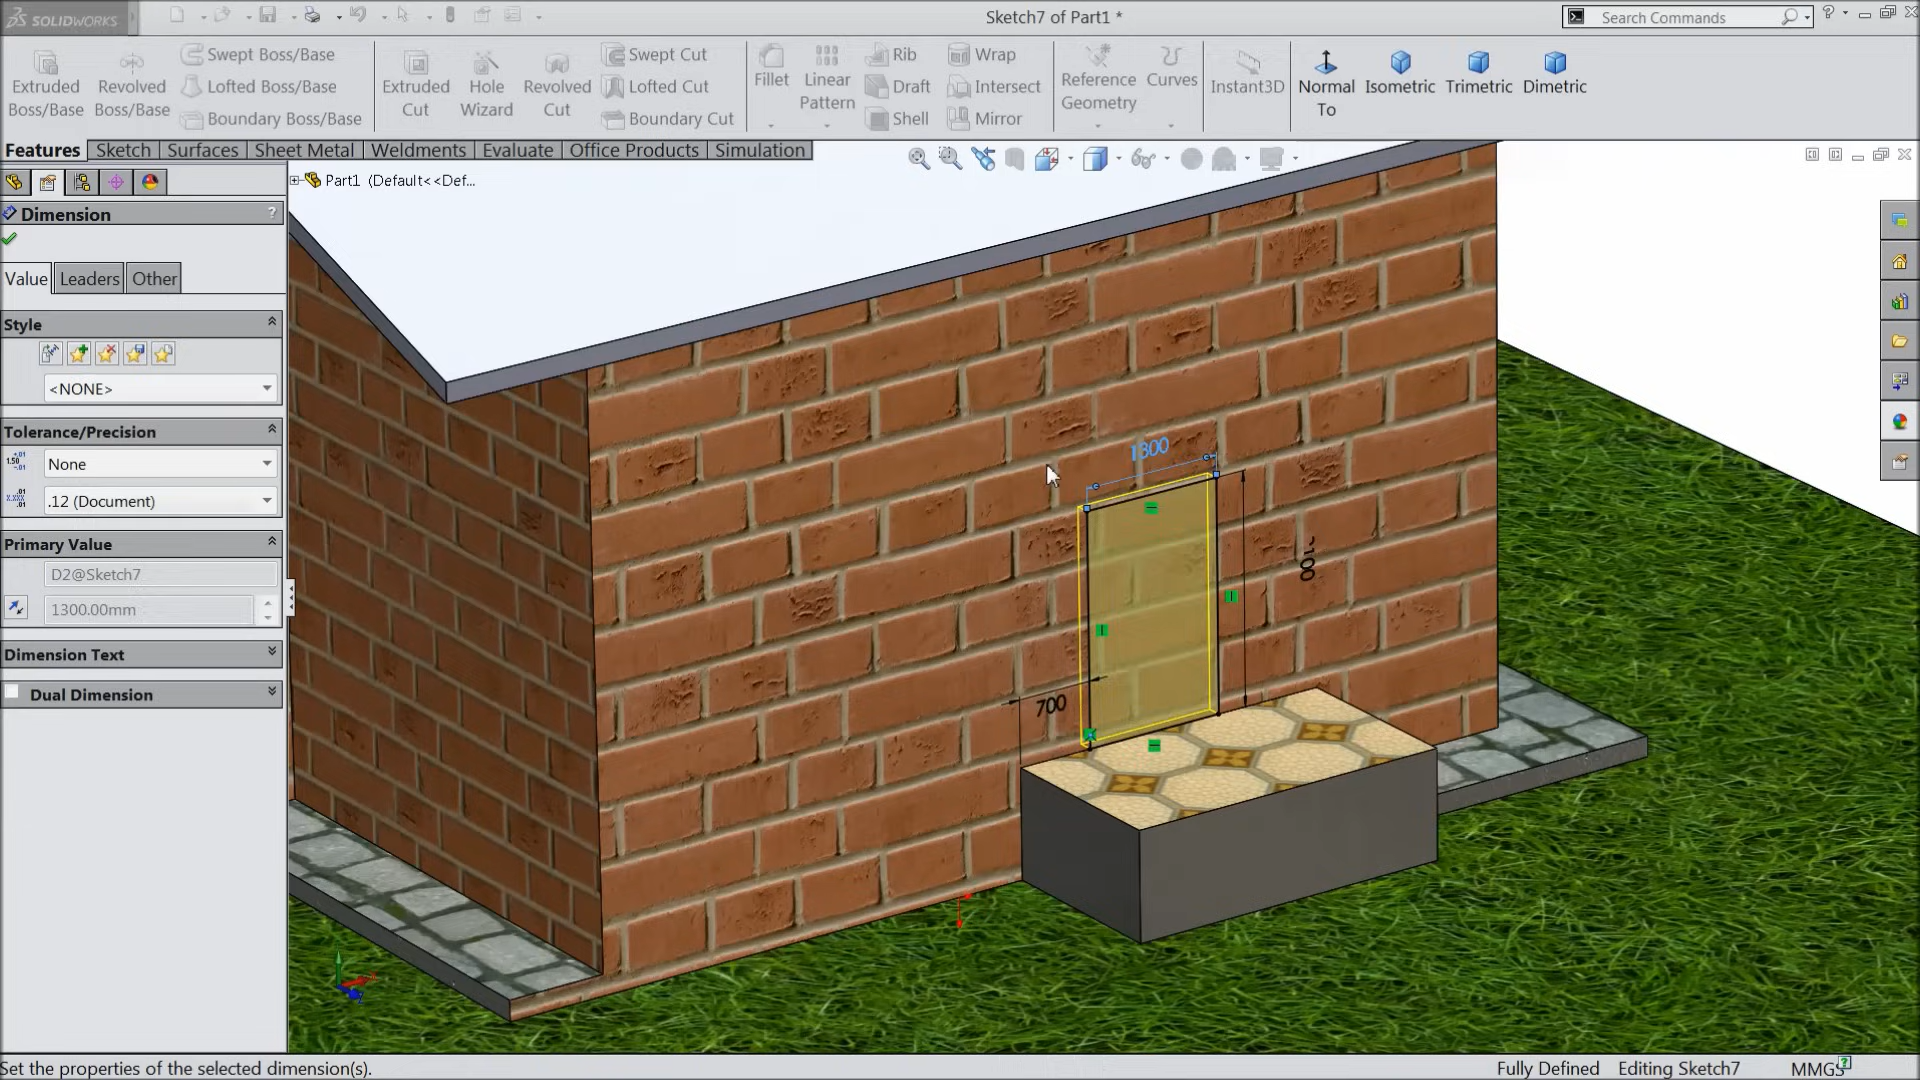 SOLIDWORKS
Sketch7 of Part1 *
Search Commands
Extruded Boss/Base
Revolved Boss/Base
Swept Boss/Base
Lofted Boss/Base
Boundary Boss/Base
Extruded Cut
Hole Wizard
Revolved Cut
Swept Cut
Lofted Cut
Boundary Cut
Fillet
Linear Pattern
Rib
Draft
Shell
Wrap
Intersect
Mirror
Reference Geometry
Curves
Instant3D
Normal To
Isometric
Trimetric
Dimetric
Features
Sketch
Surfaces
Sheet Metal
Weldments
Evaluate
Office Products
Simulation
Part1 (Default<<Def...
Dimension
?
Value
Leaders
Other
Style
<NONE>
Tolerance/Precision
None
.12 (Document)
Primary Value
D2@Sketch7
1300.00mm
Dimension Text
Dual Dimension
1300
700
Set the properties of the selected dimension(s).
Fully Defined
Editing Sketch7
MMGS